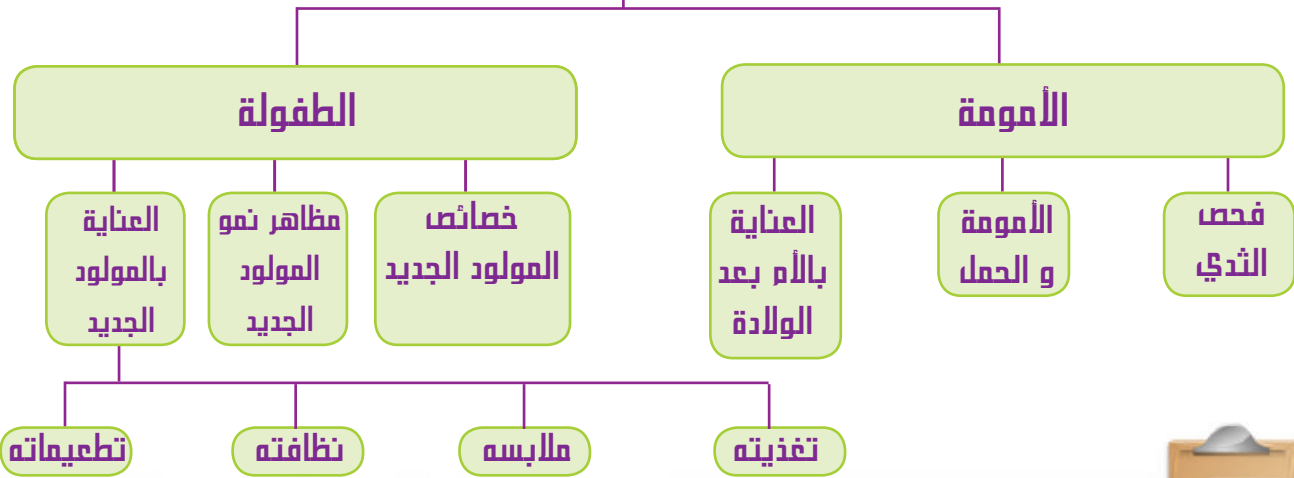 الأمومة
الطفولة
فحص
الثدي
الأمومة
و الحمل
العناية
بالأم بعد
الولادة
خصائص
المولود الجديد
مظاهر نمو
المولود
الجديد
العناية
بالمولود
الجديد
تغذيته
ملابسه
نظافته
تطعيماته